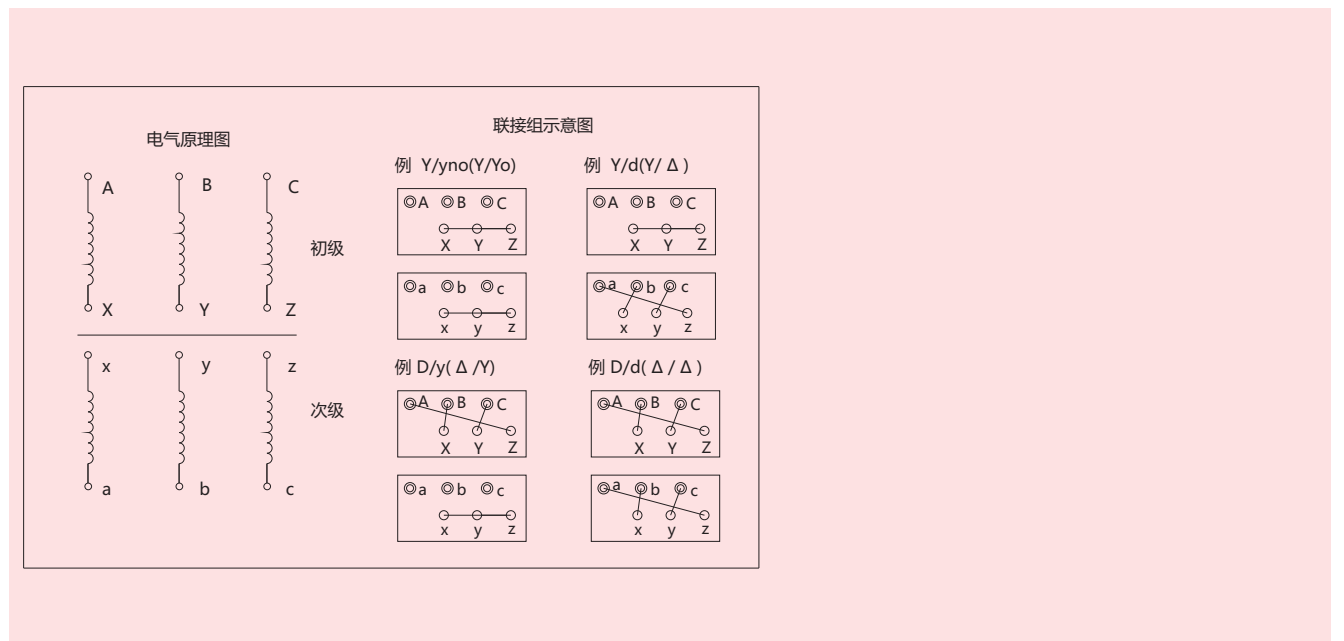 电气原理图
A B C
初级
X Y Z
x y z
次级
a b c
联接组示意图
例 Y/yno(Y/Yo)
A B C
X Y Z
a b c
x y z
例 Y/d(Y/ Δ )
A B C
X Y Z
a b c
x y z
例 D/y( Δ /Y)
A B C
X Y Z
a b c
x y z
例 D/d( Δ / Δ )
A B C
X Y Z
a b c
x y z